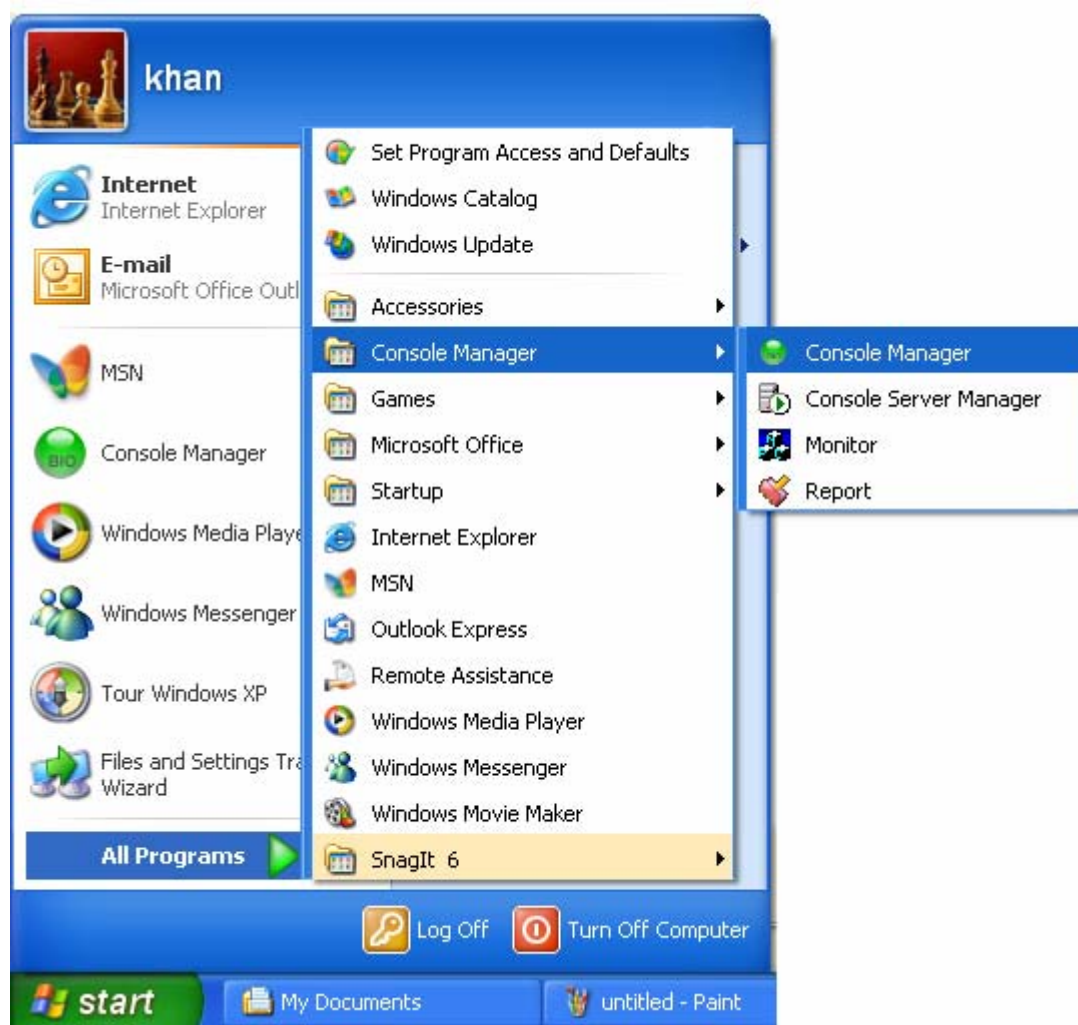 khan
Internet
Internet Explorer
E-mail
Microsoft Office Outl
MSN
BIO
Console Manager
Windows Media Playe
Windows Messenger
Tour Windows XP
Files and Settings Tra
Wizard
All Programs
Set Program Access and Defaults
Windows Catalog
Windows Update
Accessories
Console Manager
Games
Microsoft Office
Startup
Internet Explorer
MSN
Outlook Express
Remote Assistance
Windows Media Player
Windows Messenger
Windows Movie Maker
SnagIt 6
Console Manager
Console Server Manager
Monitor
Report
Log Off
Turn Off Computer
start
My Documents
untitled - Paint